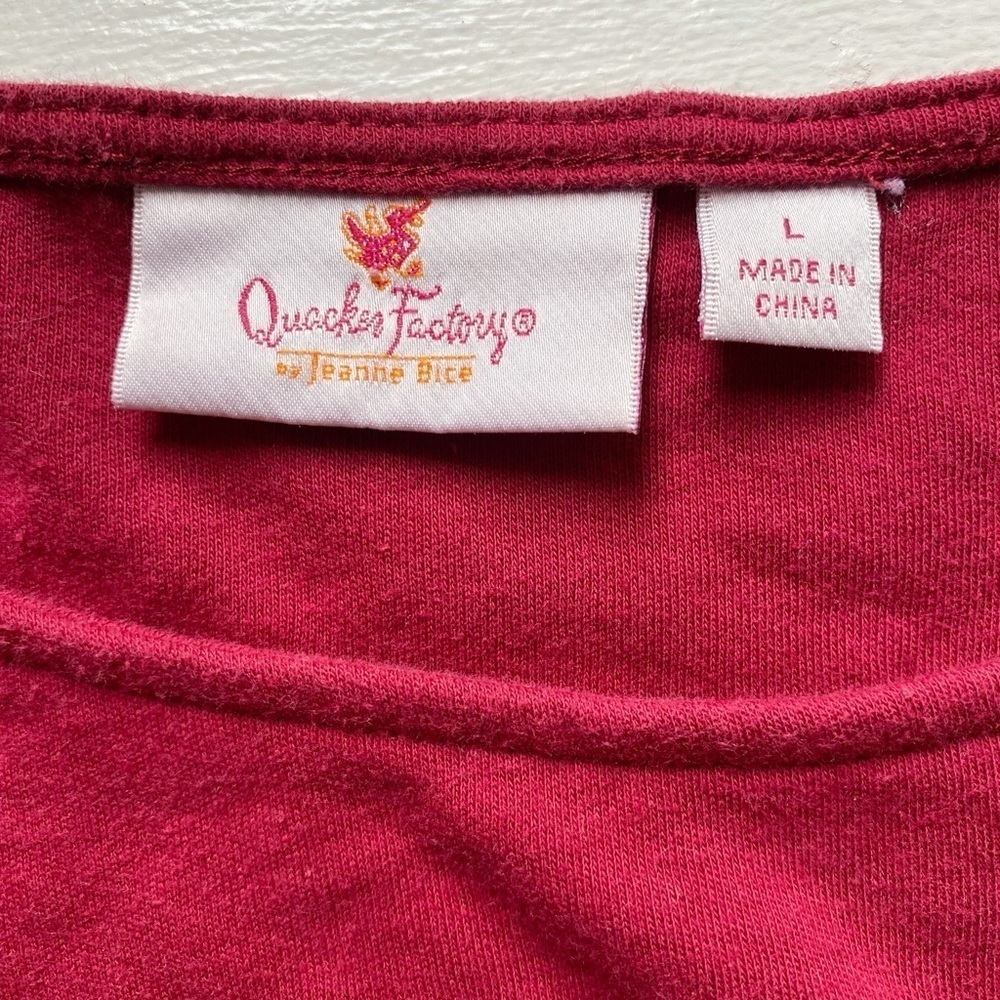 Quacker Factory®
by Jeanne Bice
L
MADE IN
CHINA